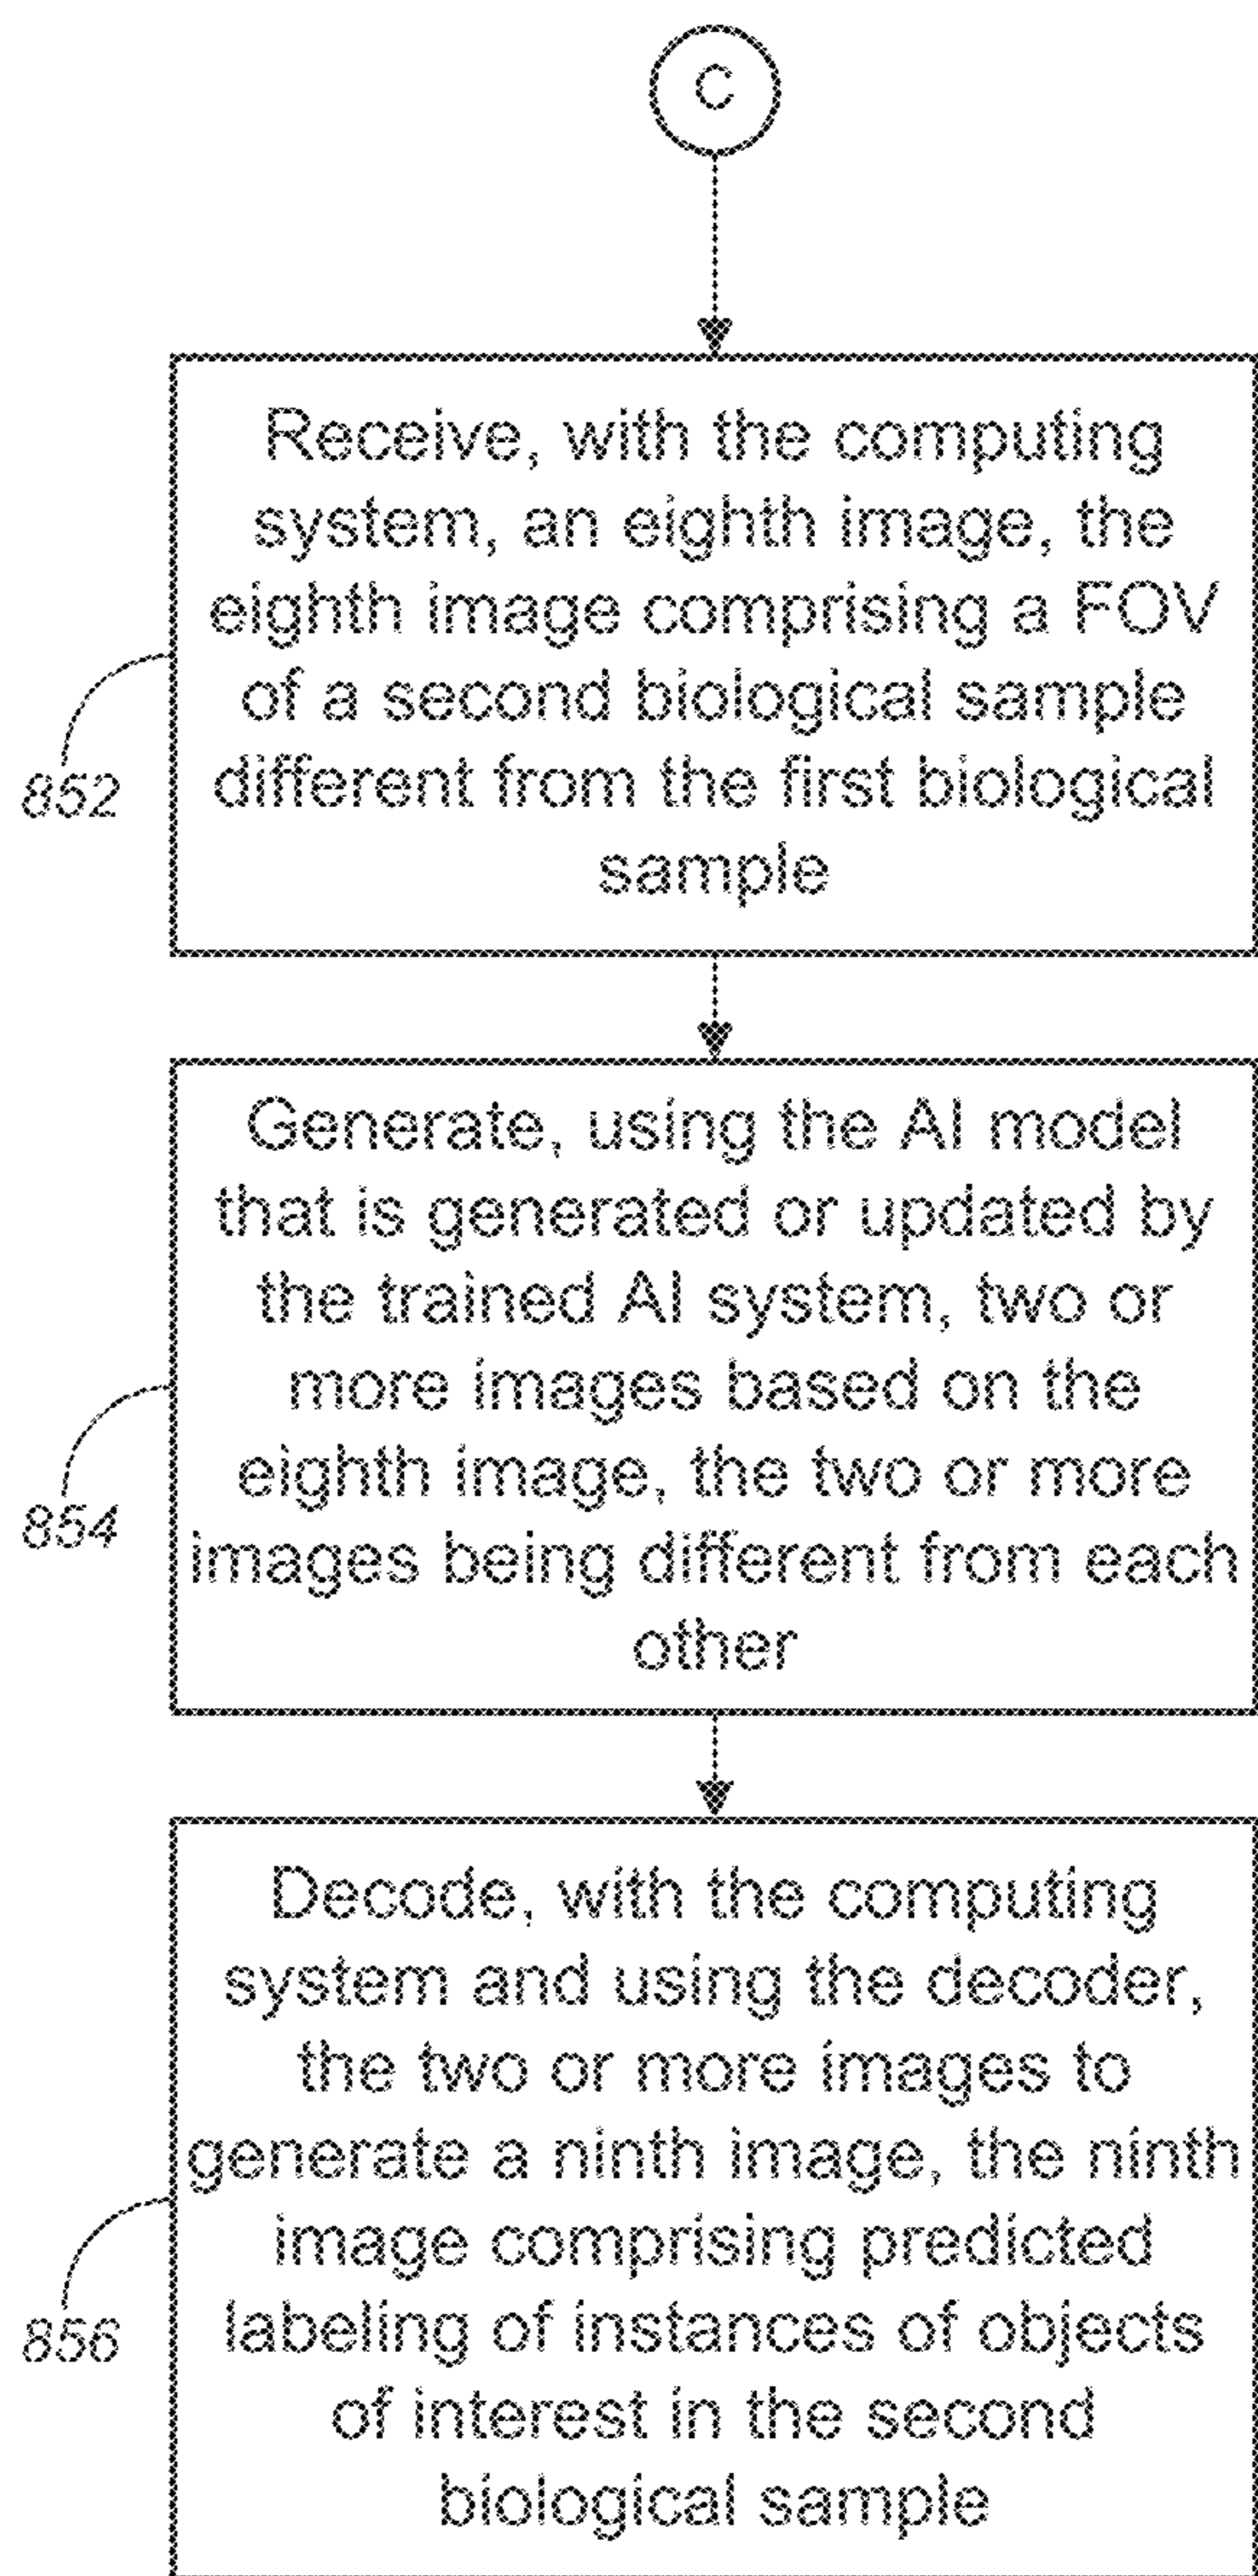 C
Receive, with the computing
system, an eighth image, the
eighth image comprising a FOV
of a second biological sample
different from the first biological
sample
852
Generate, using the AI model
that is generated or updated by
the trained AI system, two or
more images based on the
eighth image, the two or more
images being different from each
other
854
Decode, with the computing
system and using the decoder,
the two or more images to
generate a ninth image, the ninth
image comprising predicted
labeling of instances of objects
of interest in the second
biological sample
856